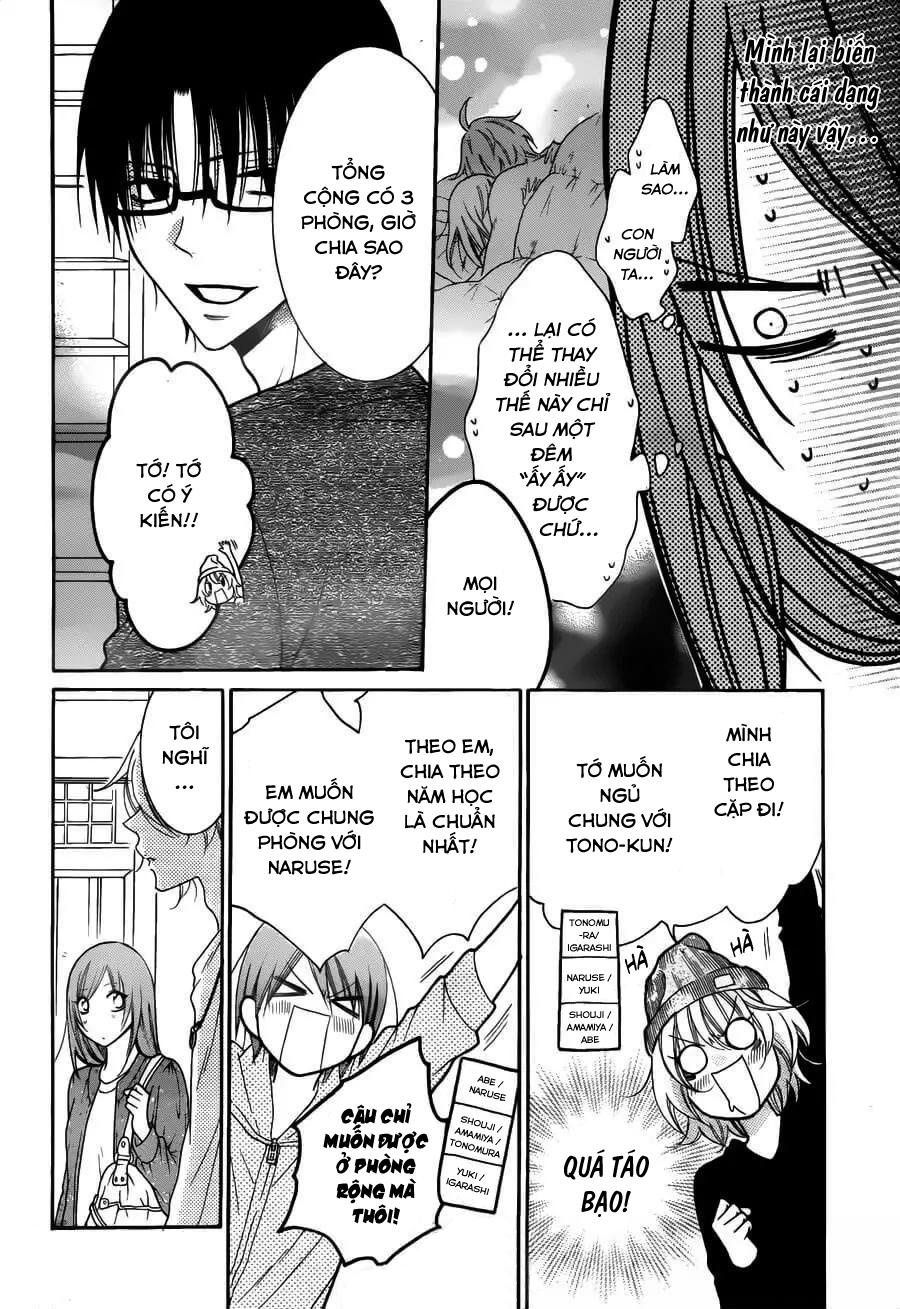 Mình lại biến
thành cái dạng
như này vậy...
LÀM
SAO...
CON
NGƯỜI
TA...
... LẠI CÓ
THỂ THAY
ĐỔI NHIỀU
THẾ NÀY CHỈ
SAU MỘT
ĐÊM
“ẤY ẤY”
ĐƯỢC
CHỨ...
MỌI
NGƯỜI!
TỔNG
CỘNG CÓ 3
PHÒNG, GIỜ
CHIA SAO
ĐÂY?
TỚ! TỚ
CÓ Ý
KIẾN!!
MÌNH
CHIA
THEO
CẶP ĐI!
TỚ MUỐN
NGỦ
CHUNG VỚI
TONO-KUN!
TONOMU
-RA/
IGARASHI
NARUSE /
YUKI
SHOUJI /
AMAMIYA /
ABE
HÀ
HÀ
QUÁ TÁO
BẠO!
THEO EM,
CHIA THEO
NĂM HỌC
LÀ CHUẨN
NHẤT!
EM MUỐN
ĐƯỢC CHUNG
PHÒNG VỚI
NARUSE!
ABE /
NARUSE
SHOUJI /
AMAMIYA /
TONOMURA
YUKI /
IGARASHI
CẬU CHỈ
MUỐN ĐƯỢC
Ở PHÒNG
RỘNG MÀ
THÔI!
TÔI
NGHĨ
...